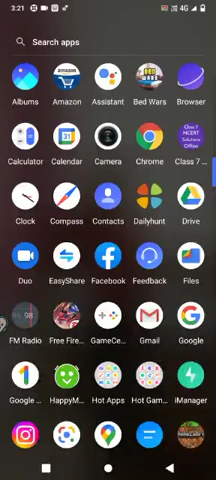 3:21
4G
Search apps
Albums Amazon Assistant Bed Wars Browser
Calculator Calendar Camera Chrome Class 7 ...
Clock Compass Contacts Dailyhunt Drive
Duo EasyShare Facebook Feedback Files
FM Radio Free Fire... GameCe... Gmail Google
Google ... HappyM... Hot Apps Hot Gam... iManager